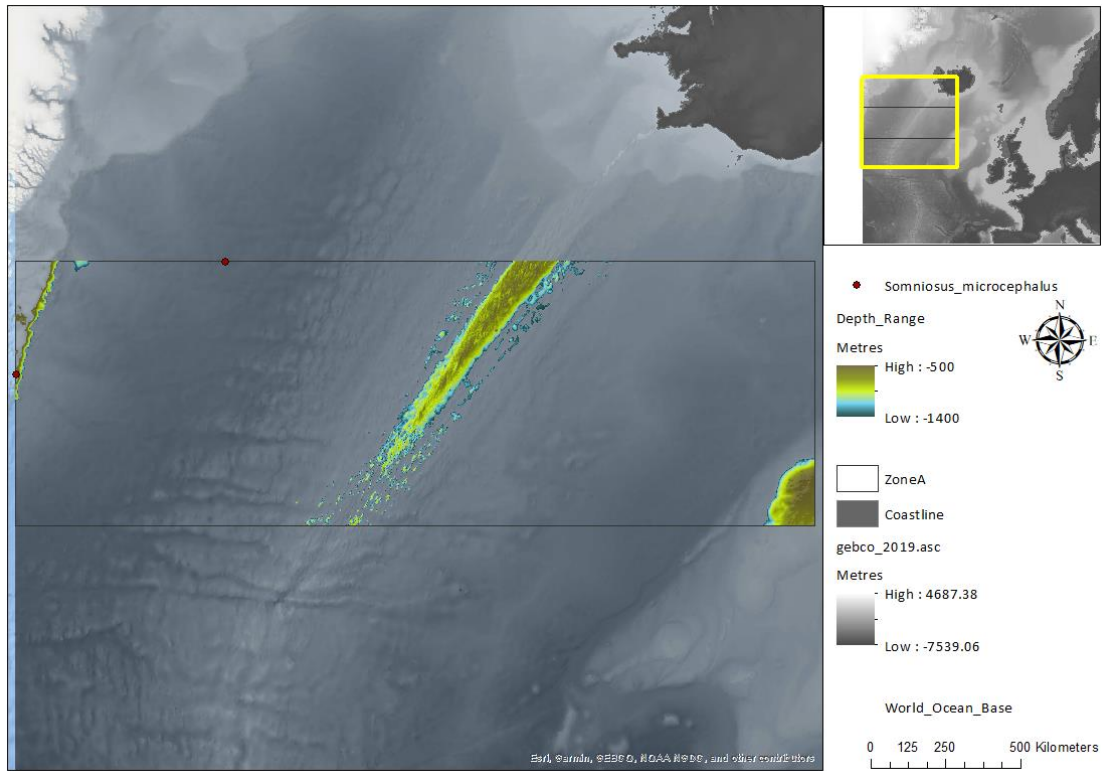 Somniosus_microcephalus
N
W E
S
Depth_Range
Metres
High : -500
Low : -1400
ZoneA
Coastline
gebco_2019.asc
Metres
High : 4687.38
Low : -7539.06
World_Ocean_Base
0 125 250 500 Kilometers
Esri, Garmin, GEBCO, NOAA NGDC, and other contributors